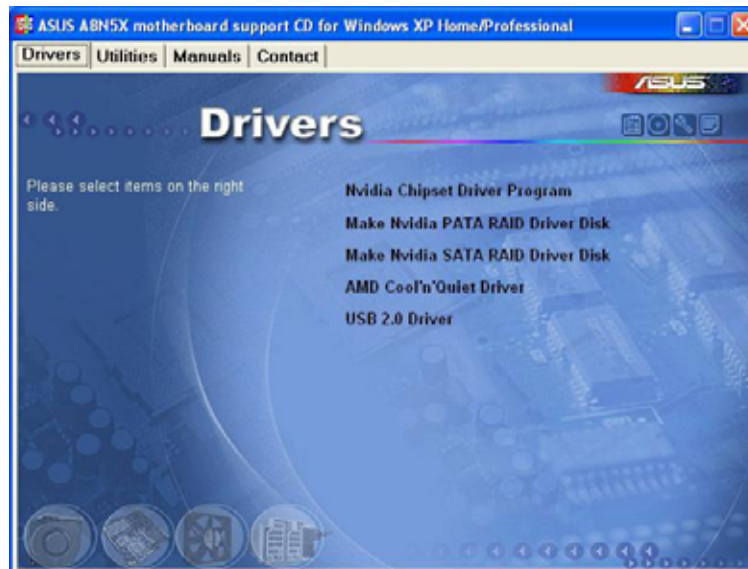 ASUS A8N5X motherboard support CD for Windows XP Home/Professional
Drivers Utilities Manuals Contact
ASUS
Drivers
Please select items on the right
side.
Nvidia Chipset Driver Program
Make Nvidia PATA RAID Driver Disk
Make Nvidia SATA RAID Driver Disk
AMD Cool'n'Quiet Driver
USB 2.0 Driver